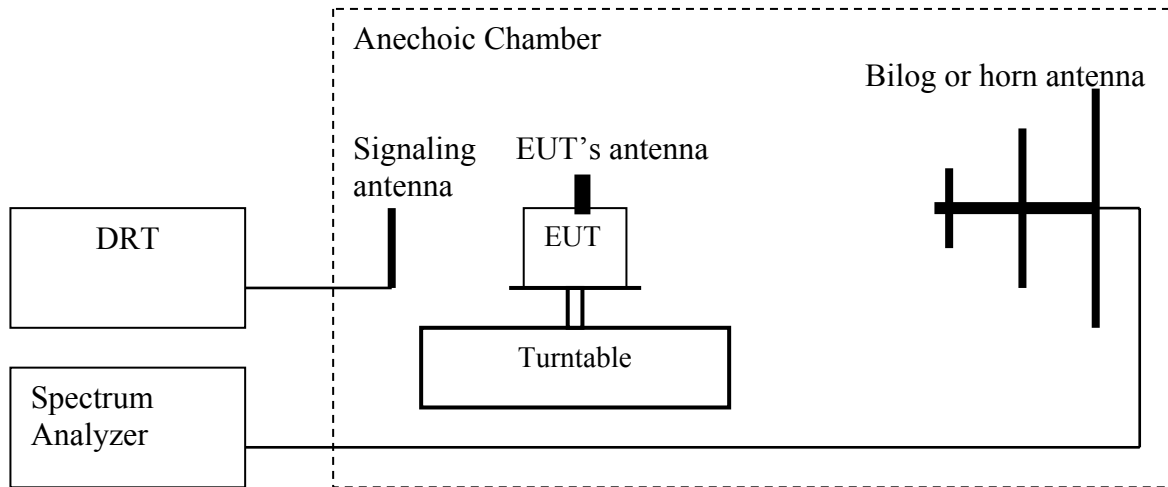 Anechoic Chamber
Bilog or horn antenna
Signaling
antenna
EUT’s antenna
DRT
EUT
Turntable
Spectrum
Analyzer